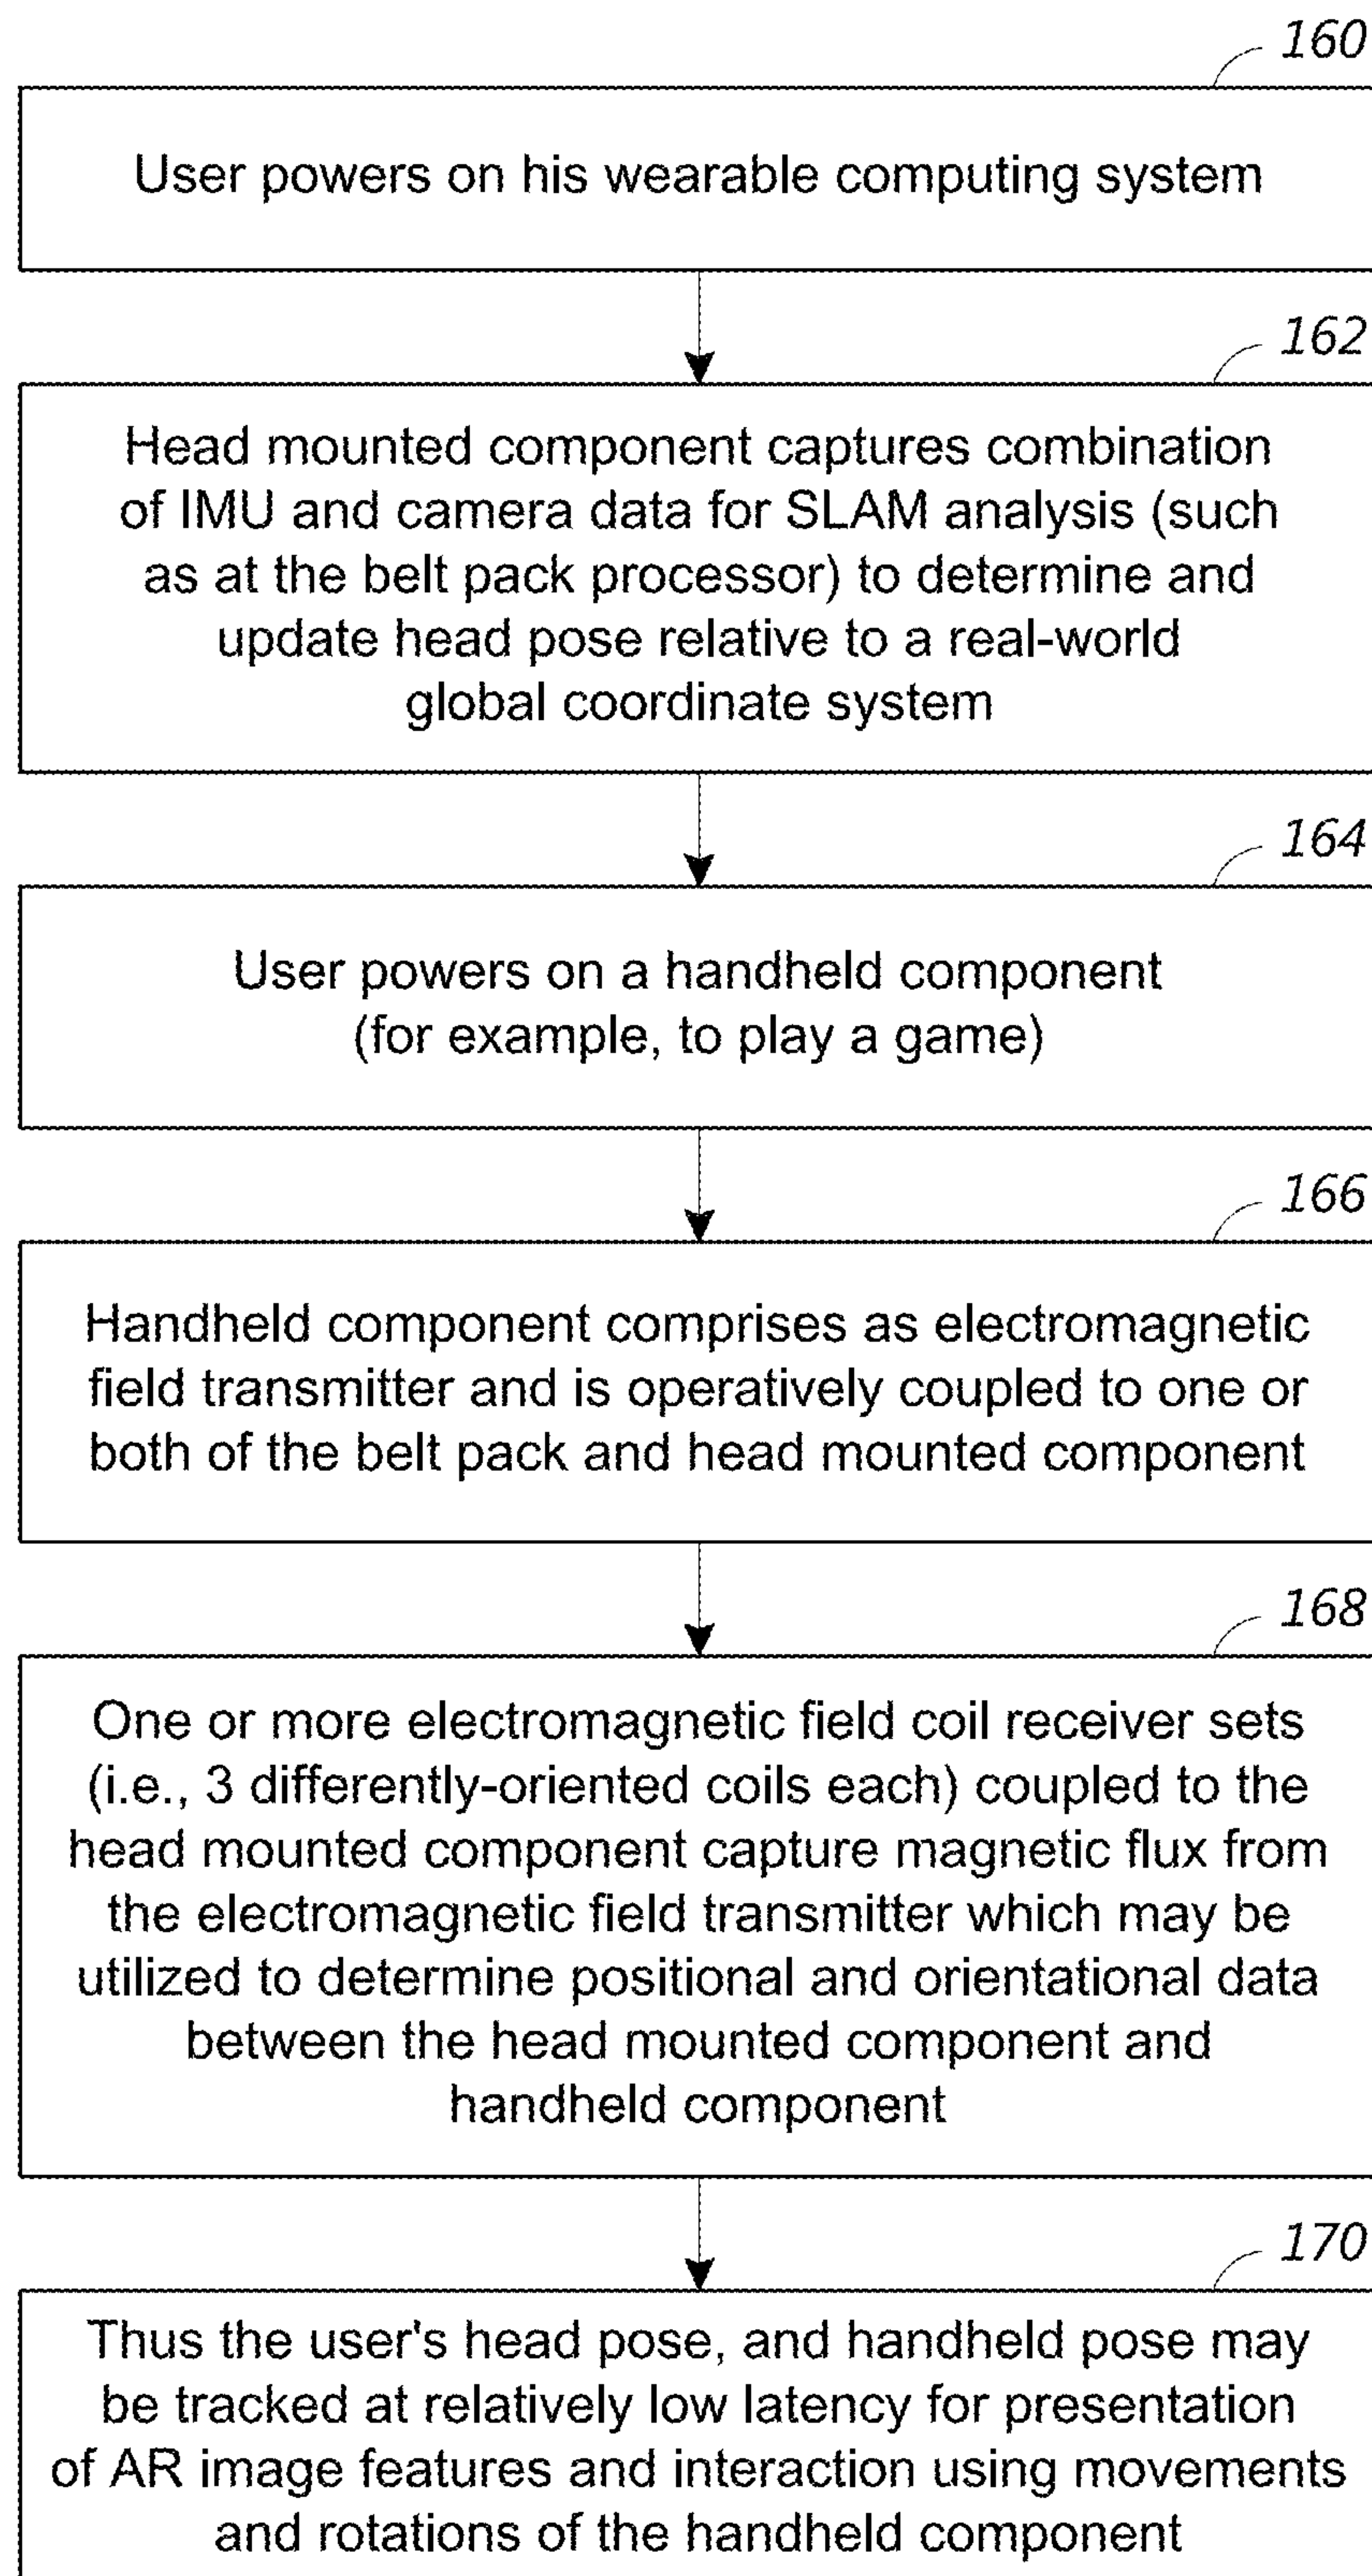 160
User powers on his wearable computing system
162
Head mounted component captures combination
of IMU and camera data for SLAM analysis (such
as at the belt pack processor) to determine and
update head pose relative to a real-world
global coordinate system
164
User powers on a handheld component
(for example, to play a game)
166
Handheld component comprises as electromagnetic
field transmitter and is operatively coupled to one or
both of the belt pack and head mounted component
168
One or more electromagnetic field coil receiver sets
(i.e., 3 differently-oriented coils each) coupled to the
head mounted component capture magnetic flux from
the electromagnetic field transmitter which may be
utilized to determine positional and orientational data
between the head mounted component and
handheld component
170
Thus the user's head pose, and handheld pose may
be tracked at relatively low latency for presentation
of AR image features and interaction using movements
and rotations of the handheld component